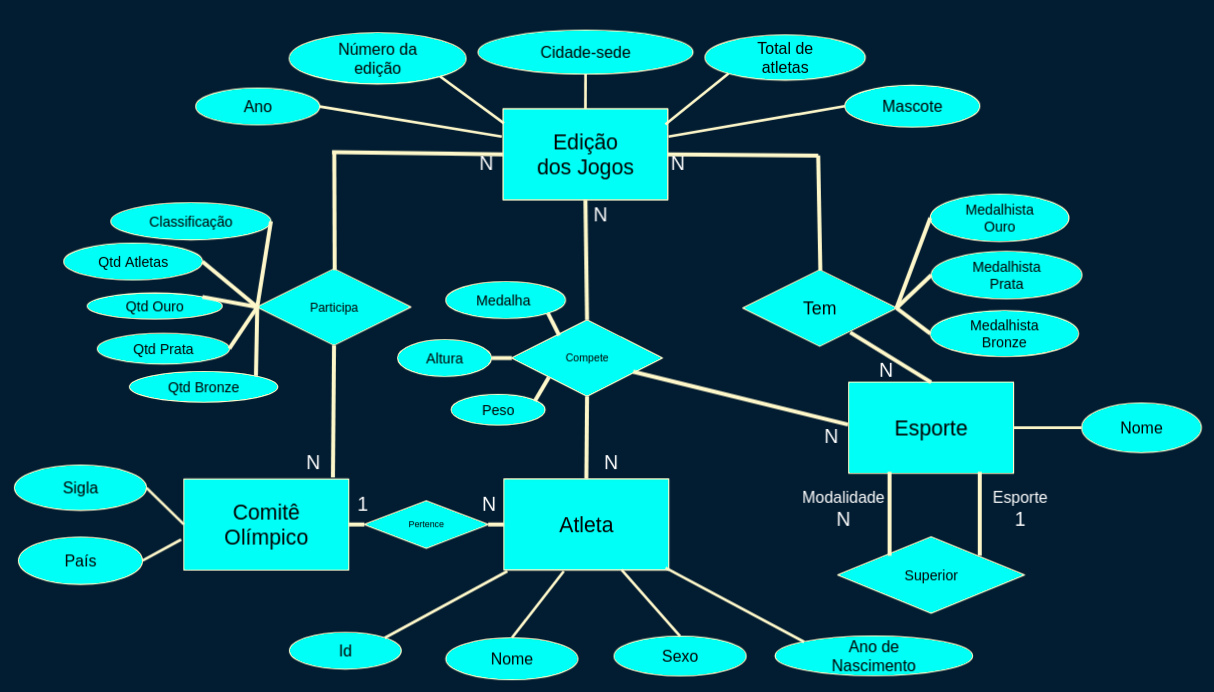 Número da
edição
Cidade-sede
Total de
atletas
Ano
Mascote
Edição
dos Jogos
N
N
N
Classificação
Qtd Atletas
Qtd Ouro
Qtd Prata
Qtd Bronze
Participa
Medalha
Altura
Peso
Compete
Tem
Medalhista
Ouro
Medalhista
Prata
Medalhista
Bronze
N
Esporte
Nome
N
N
N
Sigla
País
Comitê
Olímpico
1
Pertence
N
Atleta
Modalidade
N
Esporte
1
Superior
Id
Nome
Sexo
Ano de
Nascimento